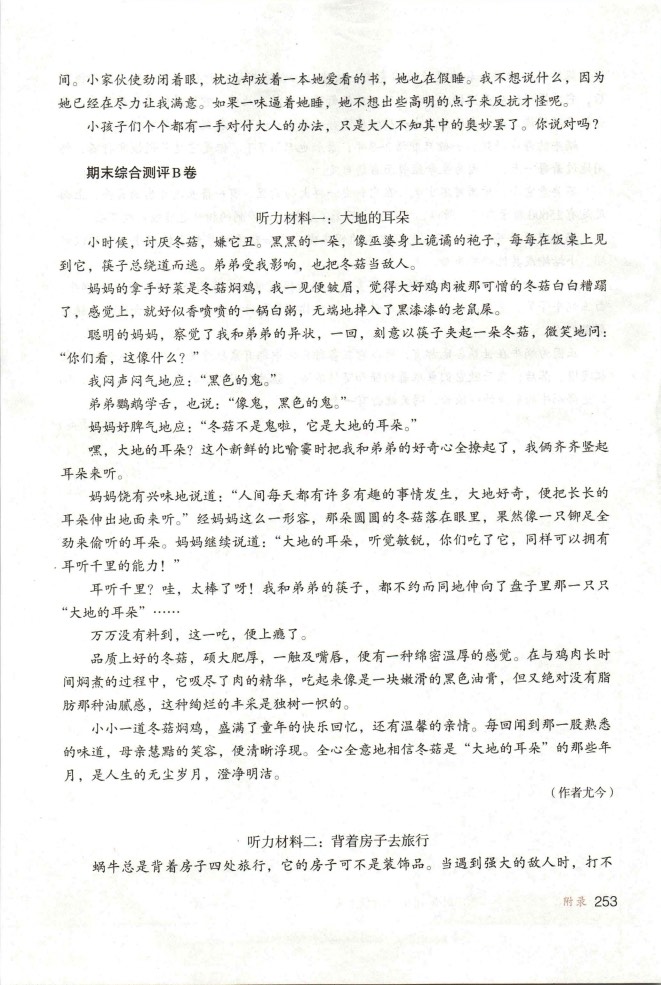 间。小家伙使劲闭着眼，枕边却放着一本她爱看的书，她也在假睡。我不想说什么，因为
她已经在尽力让我满意。如果一味逼着她睡，她不想出些高明的点子来反抗才怪呢。
小孩子们个个都有一手对付大人的办法，只是大人不知其中的奥妙罢了。你说对吗？
期末综合测评B卷
听力材料一：大地的耳朵
小时候，讨厌冬菇，嫌它丑。黑黑的一朵，像巫婆身上诡谲的袍子，每每在饭桌上见
到它，筷子总绕道而逃。弟弟受我影响，也把冬菇当敌人。
妈妈的拿手好菜是冬菇焖鸡，我一见便皱眉，觉得大好鸡肉被那可憎的冬菇白白糟蹋
了，感觉上，就好似香喷喷的一锅白粥，无端地掉入了黑漆漆的老鼠屎。
聪明的妈妈，察觉了我和弟弟的异状，一回，刻意以筷子夹起一朵冬菇，微笑地问：
“你们看，这像什么？”
我闷声闷气地应：“黑色的鬼。”
弟弟鹦鹉学舌，也说：“像鬼，黑色的鬼。”
妈妈好脾气地应：“冬菇不是鬼啦，它是大地的耳朵。”
嘿，大地的耳朵？这个新鲜的比喻霎时把我和弟弟的好奇心全撩起了，我俩齐齐竖起
耳朵来听。
妈妈饶有兴味地说道：“人间每天都有许多有趣的事情发生，大地好奇，便把长长的
耳朵伸出地面来听。”经妈妈这么一形容，那朵圆圆的冬菇落在眼里，果然像一只铆足全
劲来偷听的耳朵。妈妈继续说道：“大地的耳朵，听觉敏锐，你们吃了它，同样可以拥有
耳听千里的能力！”
耳听千里？哇，太棒了呀！我和弟弟的筷子，都不约而同地伸向了盘子里那一只只
“大地的耳朵”……
万万没有料到，这一吃，便上瘾了。
品质上好的冬菇，硕大肥厚，一触及嘴唇，便有一种绵密温厚的感觉。在与鸡肉长时
间焖煮的过程中，它吸尽了肉的精华，吃起来像是一块嫩滑的黑色油膏，但又绝对没有脂
肪那种油腻感，这种绚烂的丰采是独树一帜的。
小小一道冬菇焖鸡，盛满了童年的快乐回忆，还有温馨的亲情。每回闻到那一股熟悉
的味道，母亲慧黠的笑容，便清晰浮现。全心全意地相信冬菇是“大地的耳朵”的那些年
月，是人生的无尘岁月，澄净明洁。
（作者尤今）
听力材料二：背着房子去旅行
蜗牛总是背着房子四处旅行，它的房子可不是装饰品。当遇到强大的敌人时，打不
附录 253